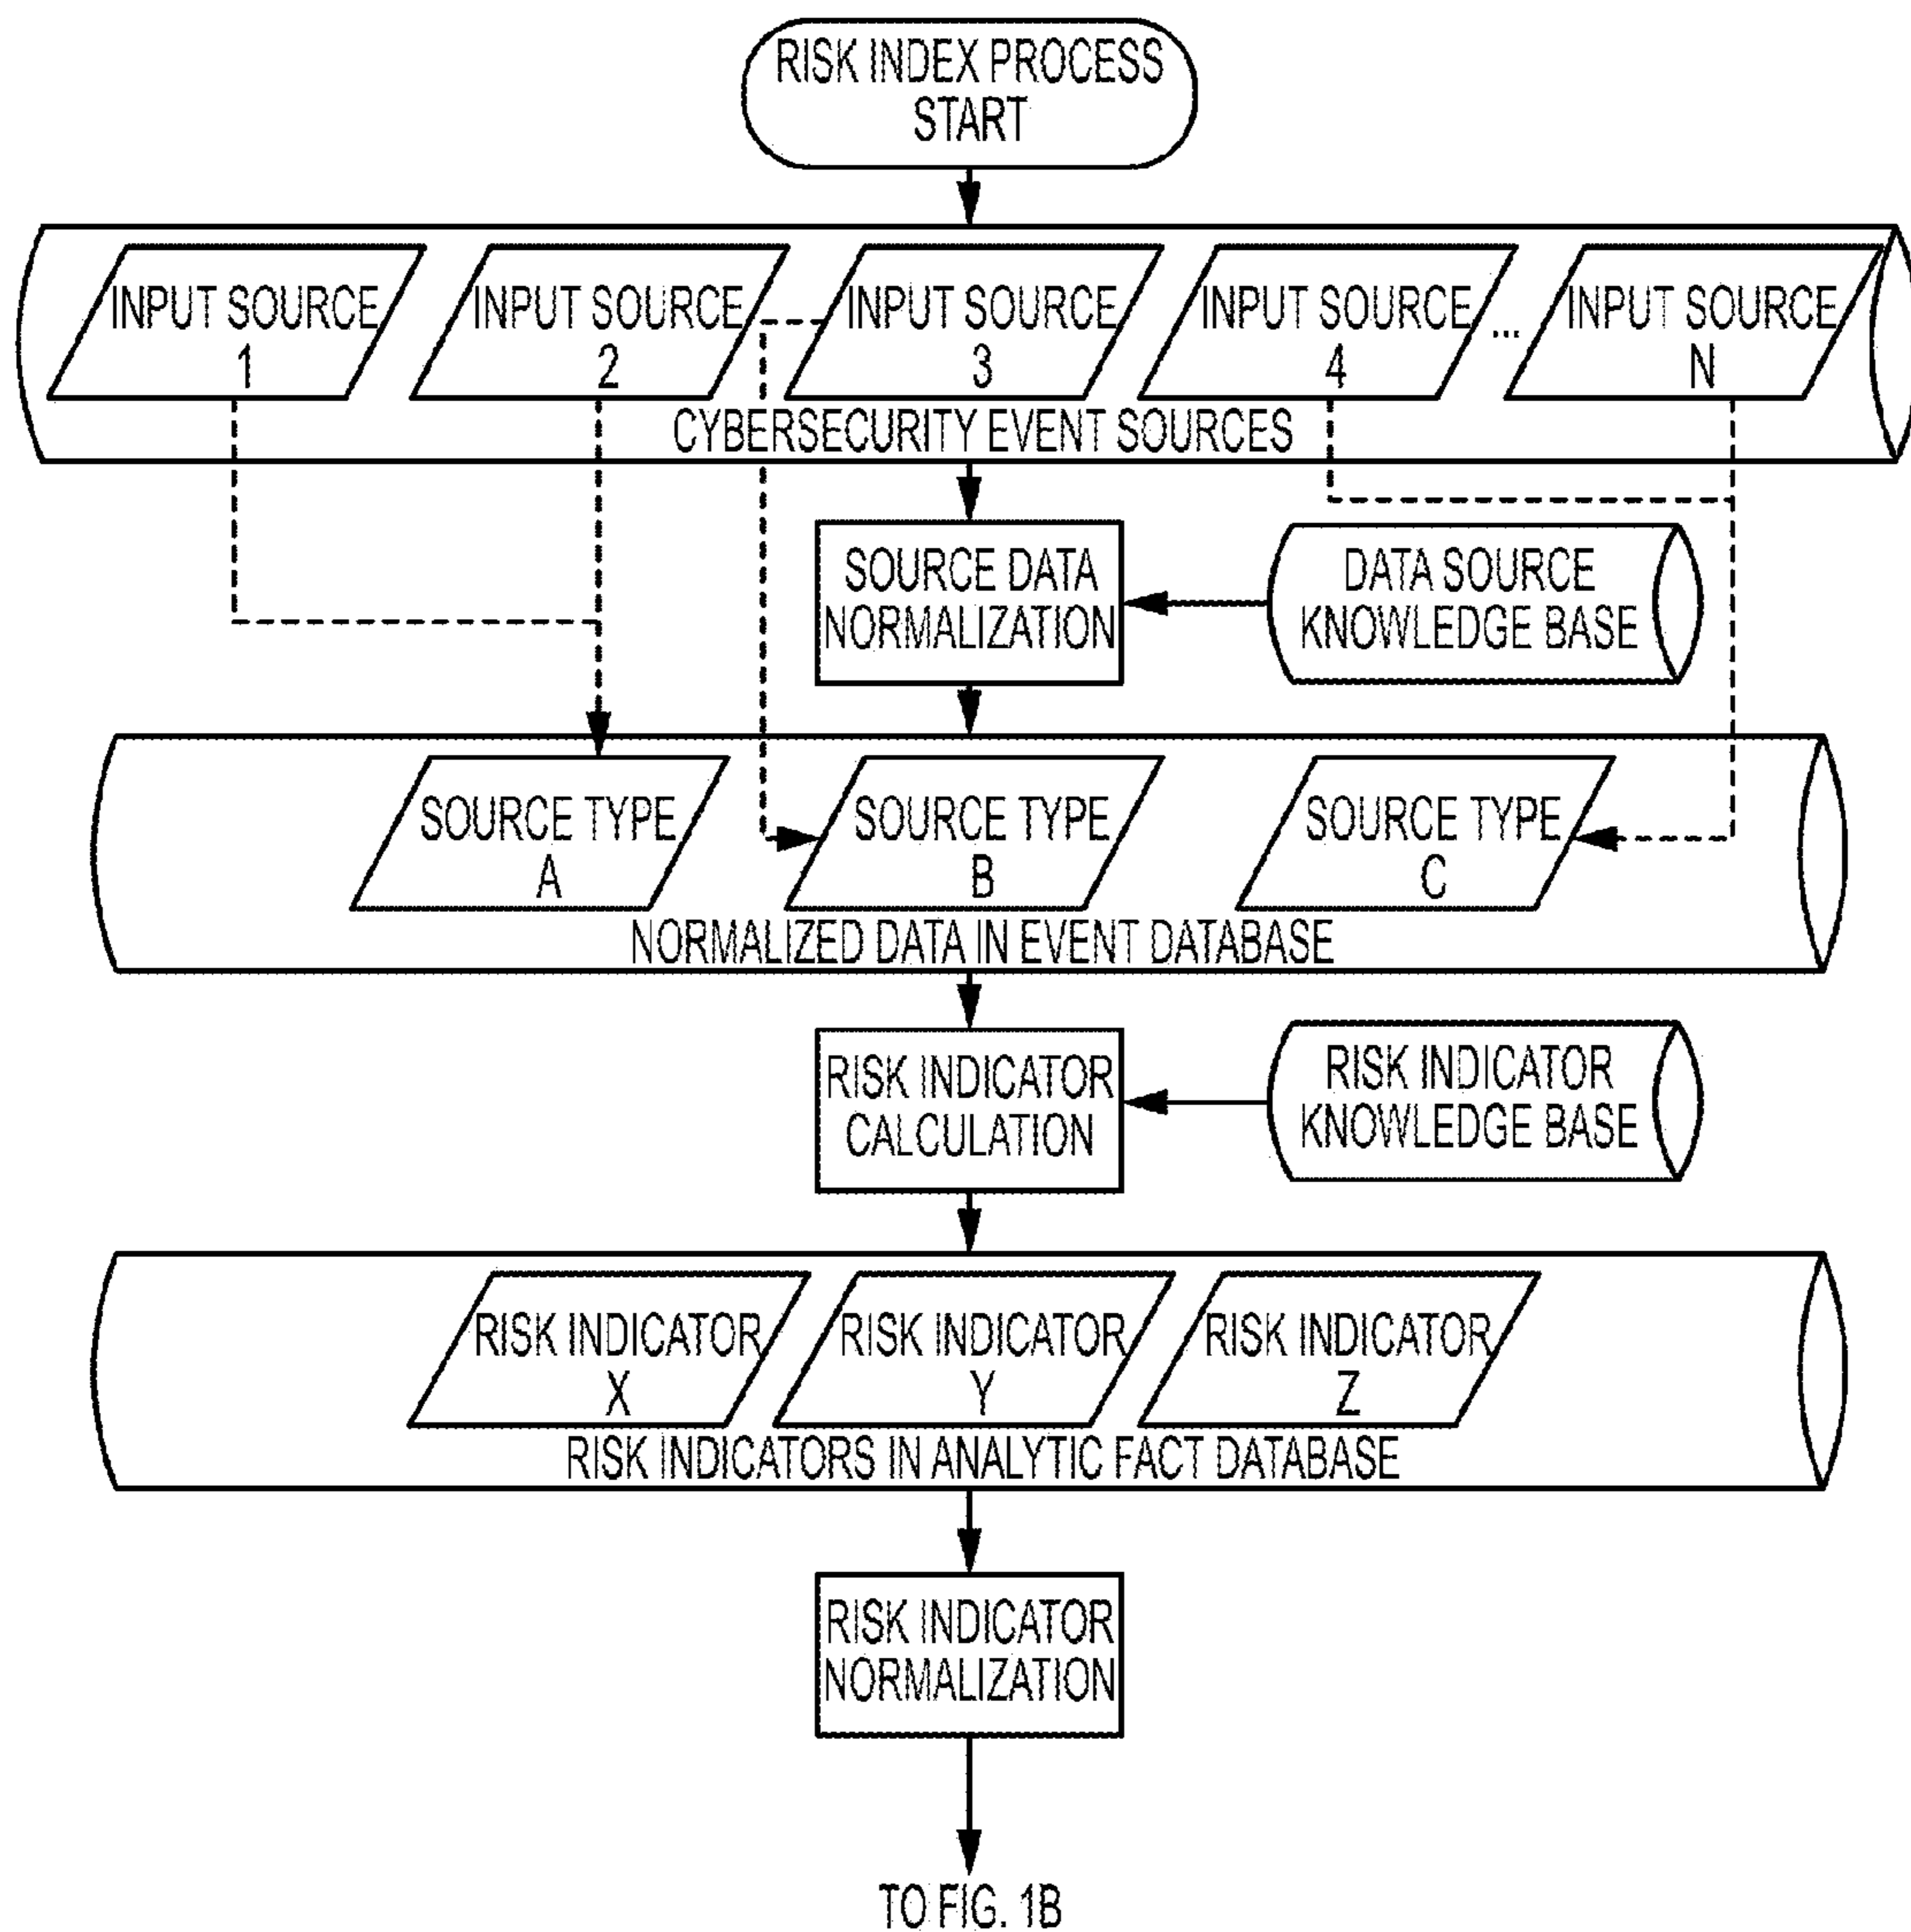 RISK INDEX PROCESS
START
INPUT SOURCE
1
INPUT SOURCE
2
INPUT SOURCE
3
INPUT SOURCE
4
...
INPUT SOURCE
N
CYBERSECURITY EVENT SOURCES
SOURCE DATA
NORMALIZATION
DATA SOURCE
KNOWLEDGE BASE
SOURCE TYPE
A
SOURCE TYPE
B
SOURCE TYPE
C
NORMALIZED DATA IN EVENT DATABASE
RISK INDICATOR
CALCULATION
RISK INDICATOR
KNOWLEDGE BASE
RISK INDICATOR
X
RISK INDICATOR
Y
RISK INDICATOR
Z
RISK INDICATORS IN ANALYTIC FACT DATABASE
RISK INDICATOR
NORMALIZATION
TO FIG. 1B